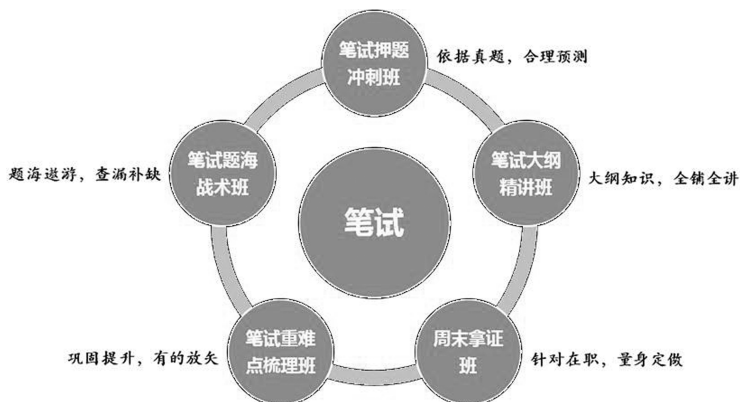 笔试押题
冲刺班
依据真题，合理预测
笔试大纲
精讲班
大纲知识，全铺全讲
周末拿证
班
针对在职，量身定做
笔试重难
点梳理班
巩固提升，有的放矢
笔试题海
战术班
题海遨游，查漏补缺
笔试